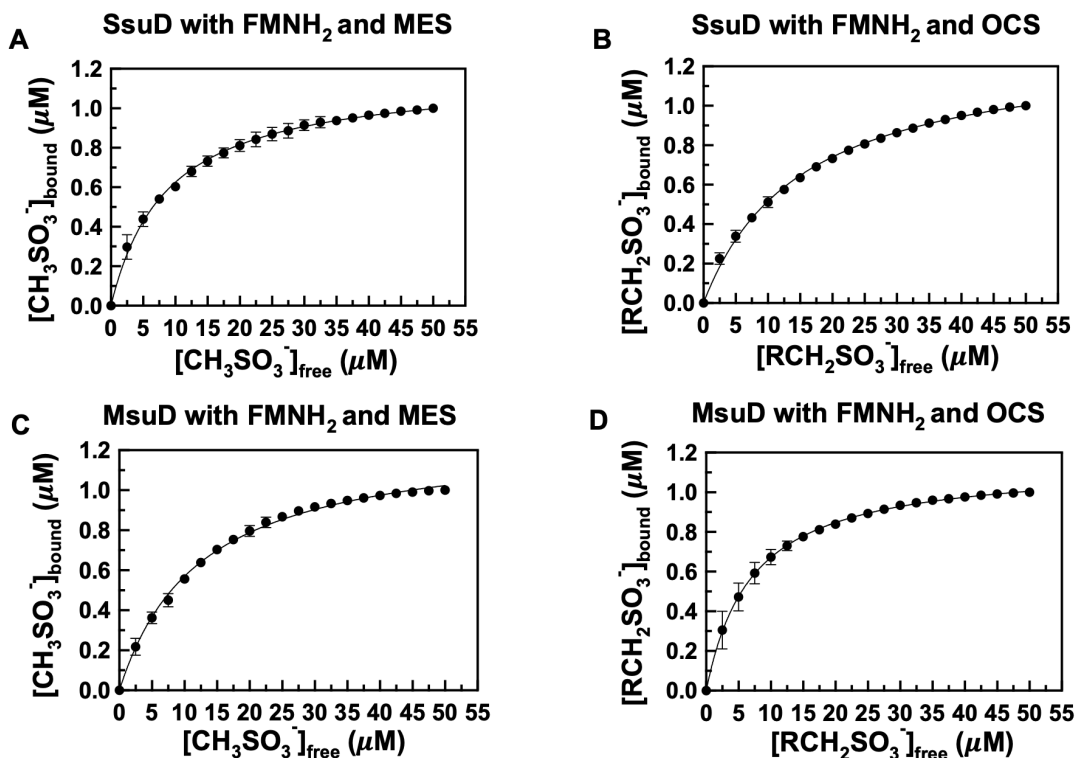 A
SsuD with FMNH₂ and MES
[CH₃SO₃⁻]bound (µM)
1.2
1.0
0.8
0.6
0.4
0.2
0.0
0 5 10 15 20 25 30 35 40 45 50 55
[CH₃SO₃⁻]free (µM)
B
SsuD with FMNH₂ and OCS
[RCH₂SO₃⁻]bound (µM)
1.2
1.0
0.8
0.6
0.4
0.2
0.0
0 5 10 15 20 25 30 35 40 45 50 55
[RCH₂SO₃⁻]free (µM)
C
MsuD with FMNH₂ and MES
[CH₃SO₃⁻]bound (µM)
1.2
1.0
0.8
0.6
0.4
0.2
0.0
0 5 10 15 20 25 30 35 40 45 50 55
[CH₃SO₃⁻]free (µM)
D
MsuD with FMNH₂ and OCS
[RCH₂SO₃⁻]bound (µM)
1.2
1.0
0.8
0.6
0.4
0.2
0.0
0 5 10 15 20 25 30 35 40 45 50 55
[RCH₂SO₃⁻]free (µM)